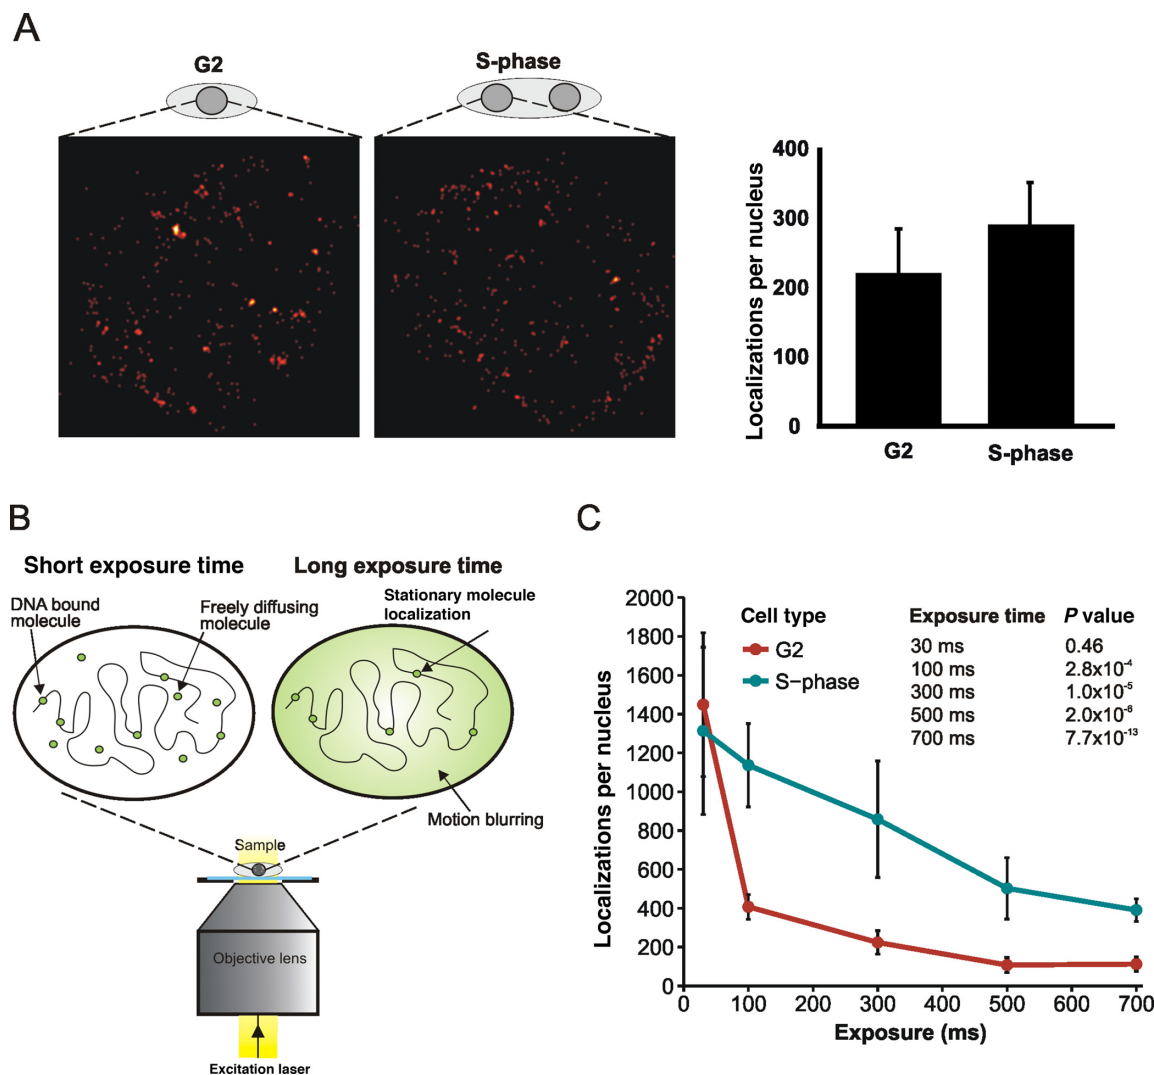 A
G2
S-phase
Localizations per nucleus
400
300
200
100
0
G2
S-phase
B
Short exposure time
Long exposure time
DNA bound
molecule
Freely diffusing
molecule
Stationary molecule
localization
Motion blurring
Sample
Objective lens
Excitation laser
C
Localizations per nucleus
2000
1800
1600
1400
1200
1000
800
600
400
200
0
Cell type
G2
S−phase
Exposure time P value
30 ms 0.46
100 ms 2.8x10⁻⁴
300 ms 1.0x10⁻⁵
500 ms 2.0x10⁻⁶
700 ms 7.7x10⁻¹³
0 100 200 300 400 500 600 700
Exposure (ms)